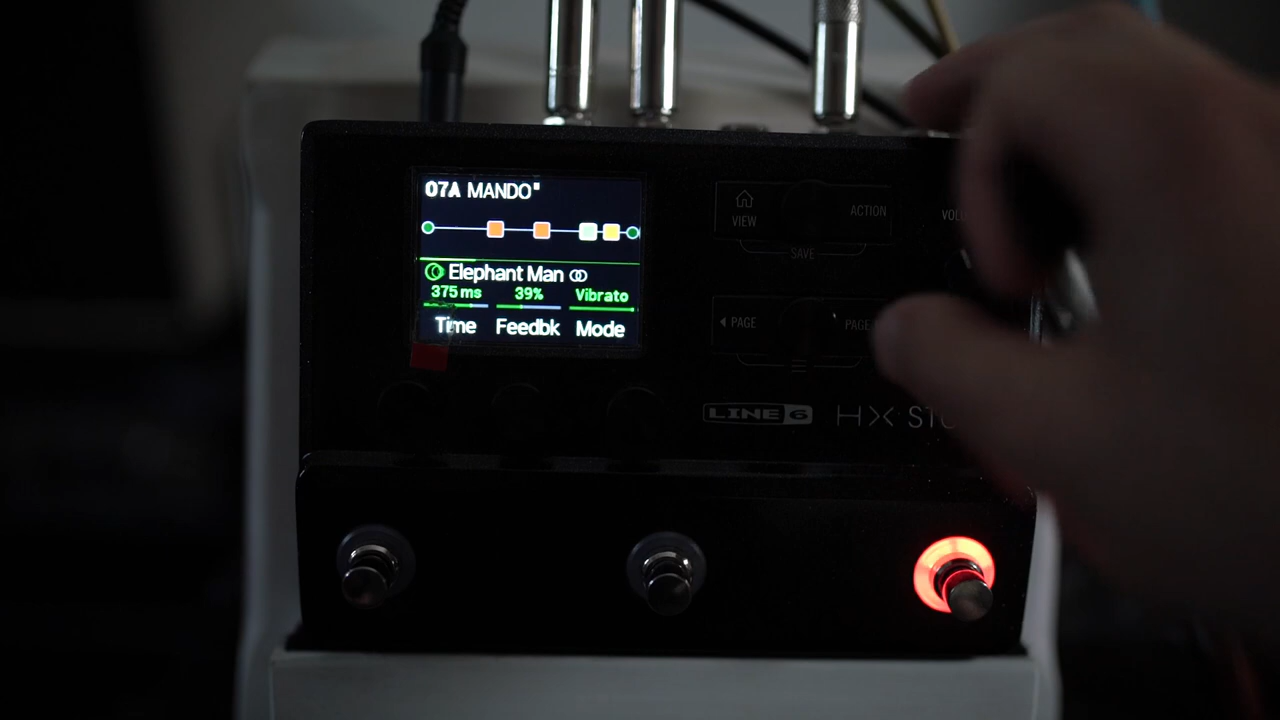 07A MANDO"
Elephant Man
375 ms 39% Vibrato
Time Feedbk Mode
VIEW ACTION
SAVE
PAGE PAGE
LINE 6 HX